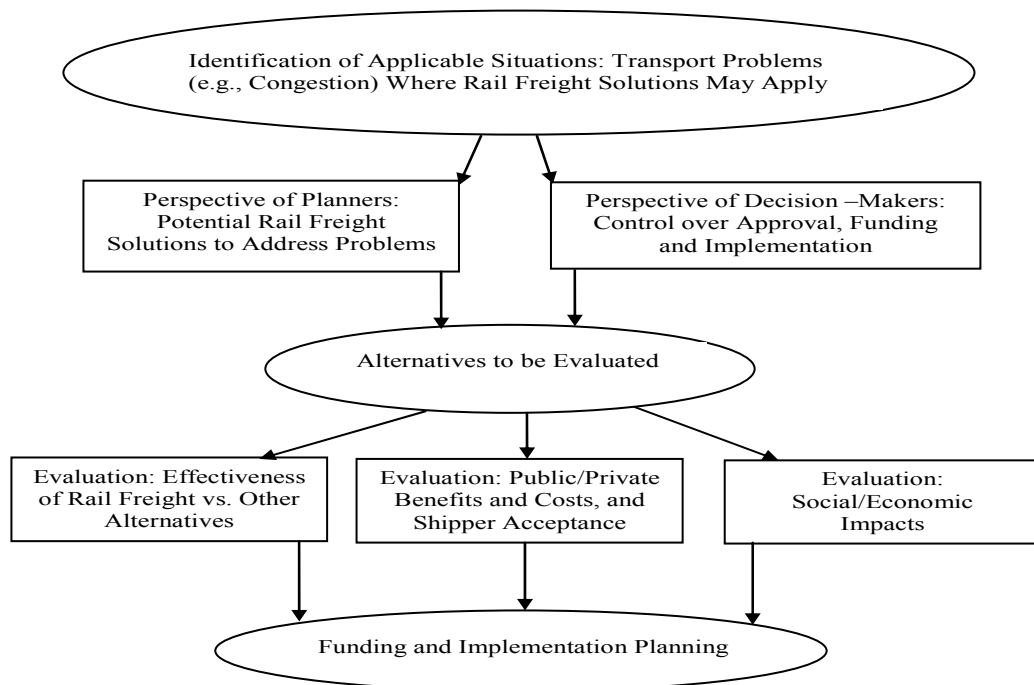 Identification of Applicable Situations: Transport Problems
(e.g., Congestion) Where Rail Freight Solutions May Apply
Perspective of Planners:
Potential Rail Freight
Solutions to Address Problems
Perspective of Decision –Makers:
Control over Approval, Funding
and Implementation
Alternatives to be Evaluated
Evaluation: Effectiveness
of Rail Freight vs. Other
Alternatives
Evaluation: Public/Private
Benefits and Costs, and
Shipper Acceptance
Evaluation:
Social/Economic
Impacts
Funding and Implementation Planning